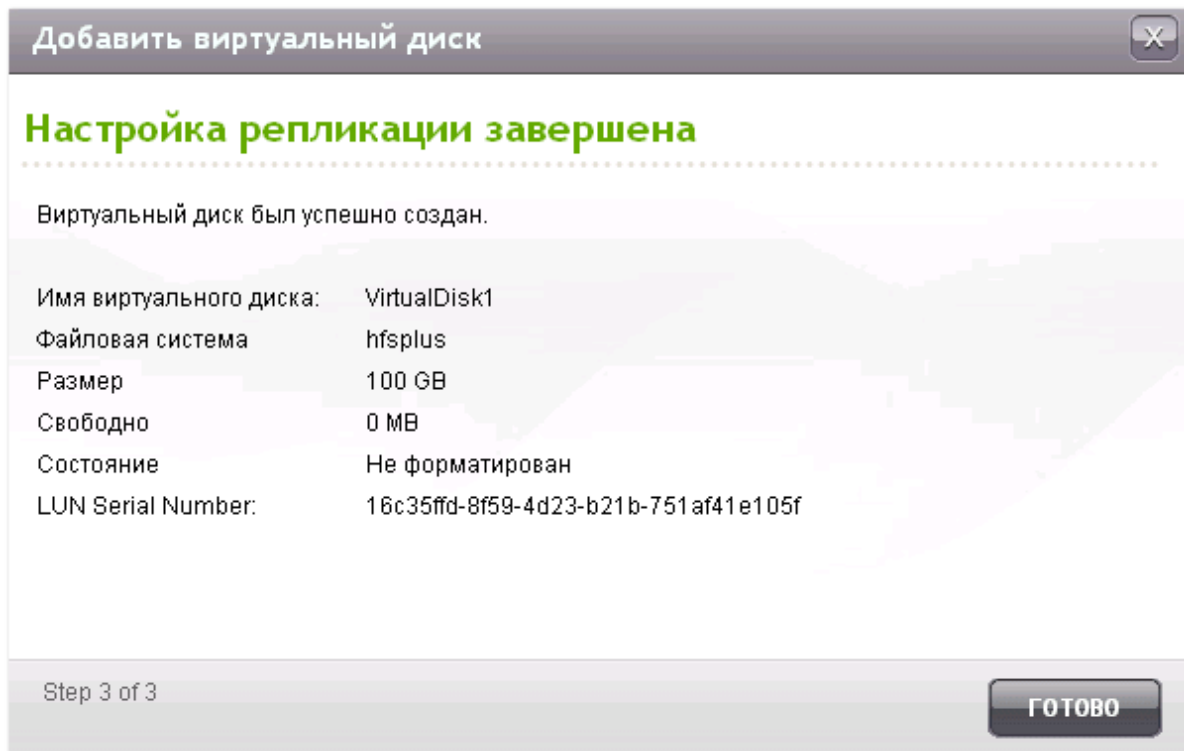 Добавить виртуальный диск
X
Настройка репликации завершена
Виртуальный диск был успешно создан.
Имя виртуального диска: VirtualDisk1
Файловая система hfsplus
Размер 100 GB
Свободно 0 MB
Состояние Не форматирован
LUN Serial Number: 16c35ffd-8f59-4d23-b21b-751af41e105f
Step 3 of 3
ГОТОВО